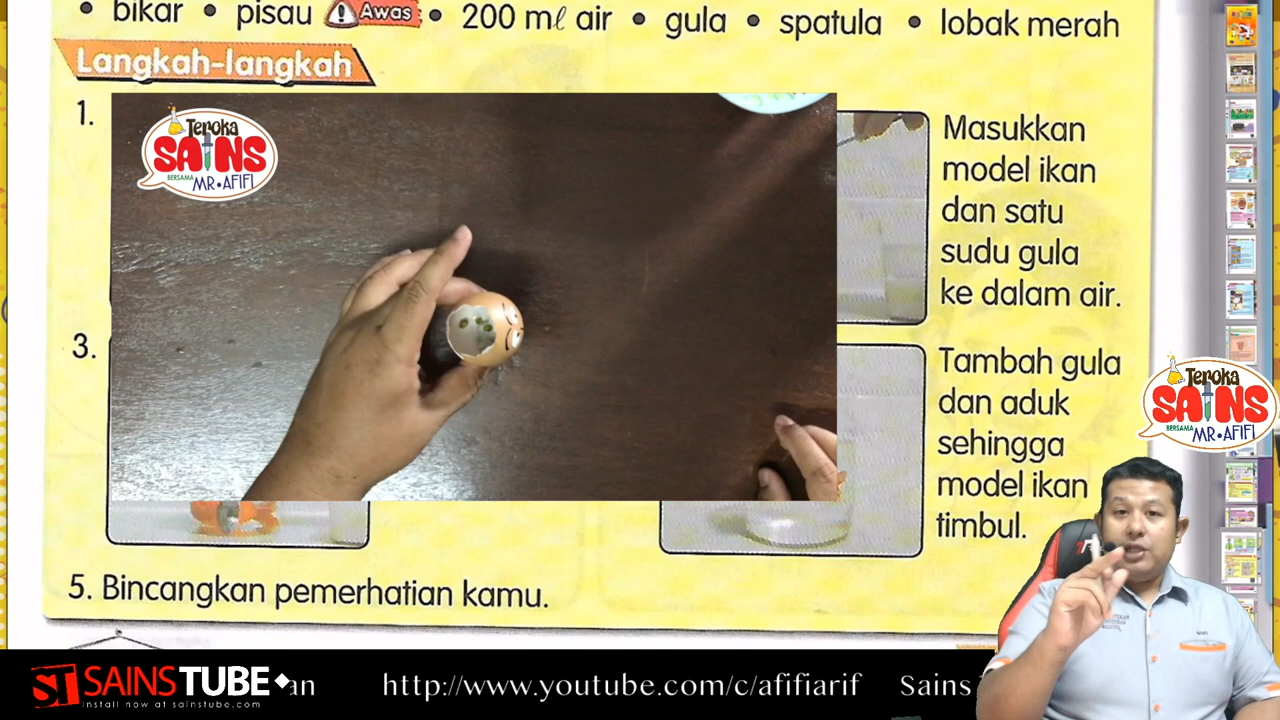 • bikar • pisau Awas • 200 mℓ air • gula • spatula • lobak merah
Langkah-langkah
1.
Teroka
SAINS
BERSAMA
MR•AFIFI
Masukkan
model ikan
dan satu
sudu gula
ke dalam air.
3.
Tambah gula
dan aduk
sehingga
model ikan
timbul.
Teroka
SAINS
BERSAMA
MR•AFIFI
5. Bincangkan pemerhatian kamu.
ST SAINSTUBE
Install now at sainstube.com
an http://www.youtube.com/c/afifiarif Sains